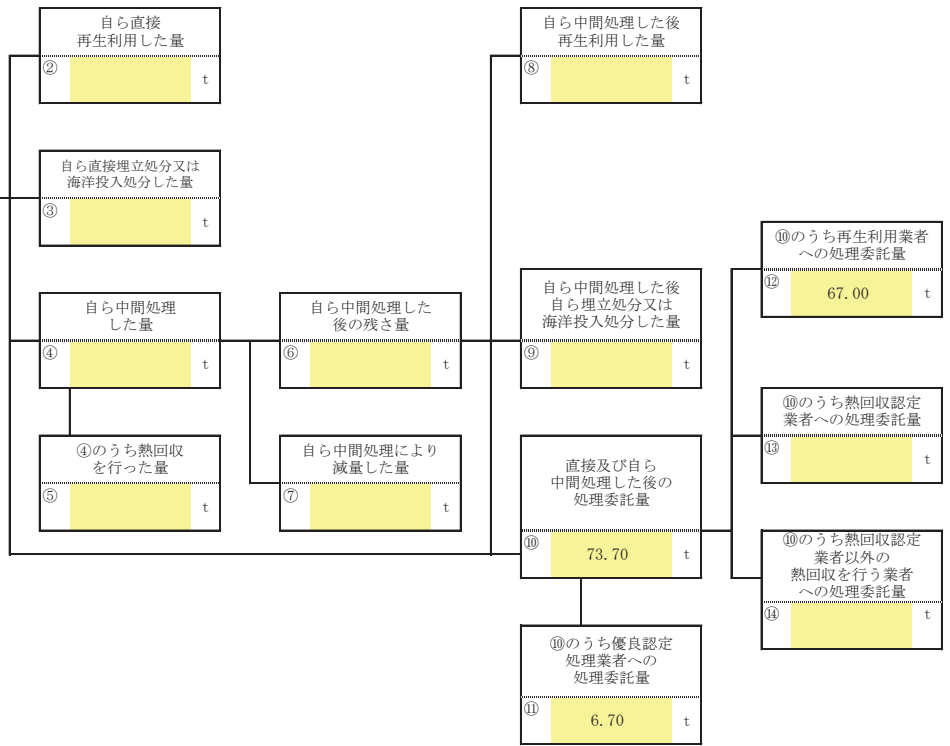 自ら直接
再生利用した量
②
t
自ら中間処理した後
再生利用した量
⑧
t
自ら直接埋立処分又は
海洋投入処分した量
③
t
⑩のうち再生利用業者
への処理委託量
⑫
67.00
t
自ら中間処理
した量
④
t
自ら中間処理した
後の残さ量
⑥
t
自ら中間処理した後
自ら埋立処分又は
海洋投入処分した量
⑨
t
⑩のうち熱回収認定
業者への処理委託量
⑬
t
④のうち熱回収
を行った量
⑤
t
自ら中間処理により
減量した量
⑦
t
直接及び自ら
中間処理した後の
処理委託量
⑩
73.70
t
⑩のうち熱回収認定
業者以外の
熱回収を行う業者
への処理委託量
⑭
t
⑩のうち優良認定
処理業者への
処理委託量
⑪
6.70
t